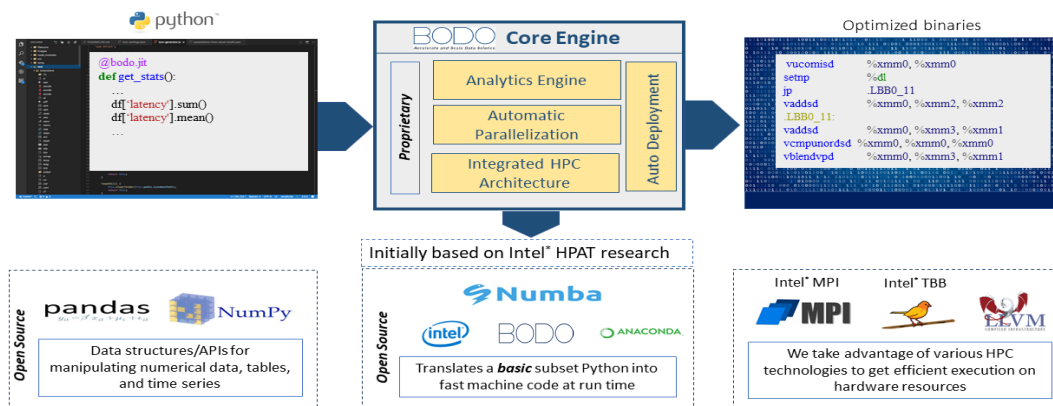 python™
@bodo.jit
def get_stats():
…
df['latency'].sum()
df['latency'].mean()
…
BODO
Accelerate and Scale Data Science
Core Engine
Proprietary
Analytics Engine
Automatic
Parallelization
Integrated HPC
Architecture
Auto Deployment
Optimized binaries
vucomisd %xmm0, %xmm0
setnp %dl
jp .LBB0_11
vaddsd %xmm0, %xmm2, %xmm2
.LBB0_11:
vaddsd %xmm0, %xmm3, %xmm1
vcmpunordsd %xmm0, %xmm0, %xmm0
vblendvpd %xmm0, %xmm3, %xmm1
Open Source
pandas
NumPy
Data structures/APIs for
manipulating numerical data, tables,
and time series
Initially based on Intel® HPAT research
Open Source
Numba
intel
BODO
ANACONDA
Translates a basic subset Python into
fast machine code at run time
Intel® MPI
MPI
Intel® TBB
LLVM
COMPILER INFRASTRUCTURE
We take advantage of various HPC
technologies to get efficient execution on
hardware resources